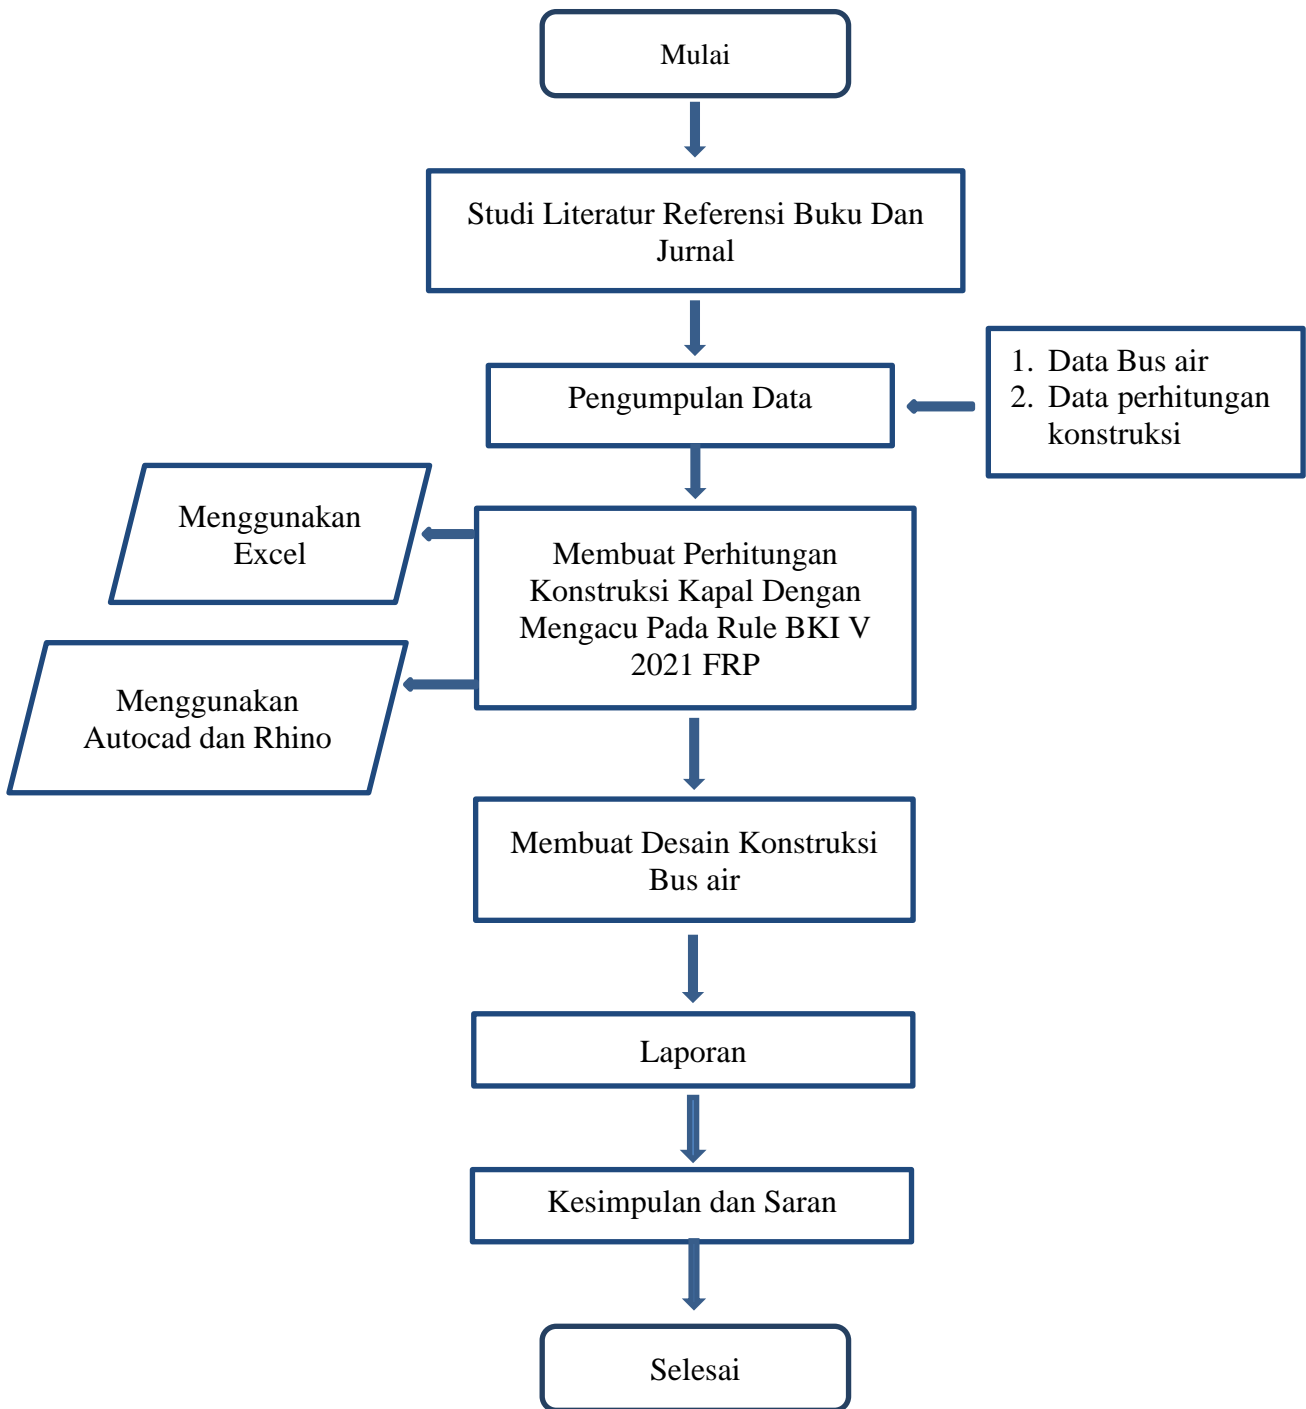 Mulai
Studi Literatur Referensi Buku Dan
Jurnal
Pengumpulan Data
1. Data Bus air
2. Data perhitungan
konstruksi
Menggunakan
Excel
Membuat Perhitungan
Konstruksi Kapal Dengan
Mengacu Pada Rule BKI V
2021 FRP
Menggunakan
Autocad dan Rhino
Membuat Desain Konstruksi
Bus air
Laporan
Kesimpulan dan Saran
Selesai